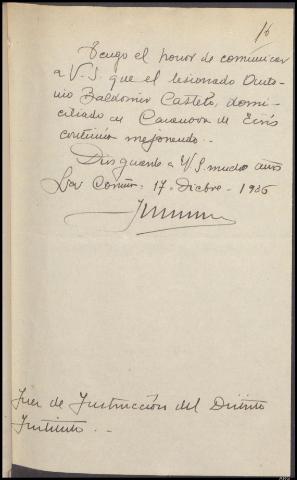 16
Tengo el honor de comunicar
a V.S. que el lesionado Anto-
nio Baldomir Castelo, domi-
ciliado en Casanova de Eirís
continúa mejorando.-
Dios guarde a V.S. muchos años
La Coruña, 17, Dicbre - 1936
Juez de Instrucción del Distrito
Instituto. -